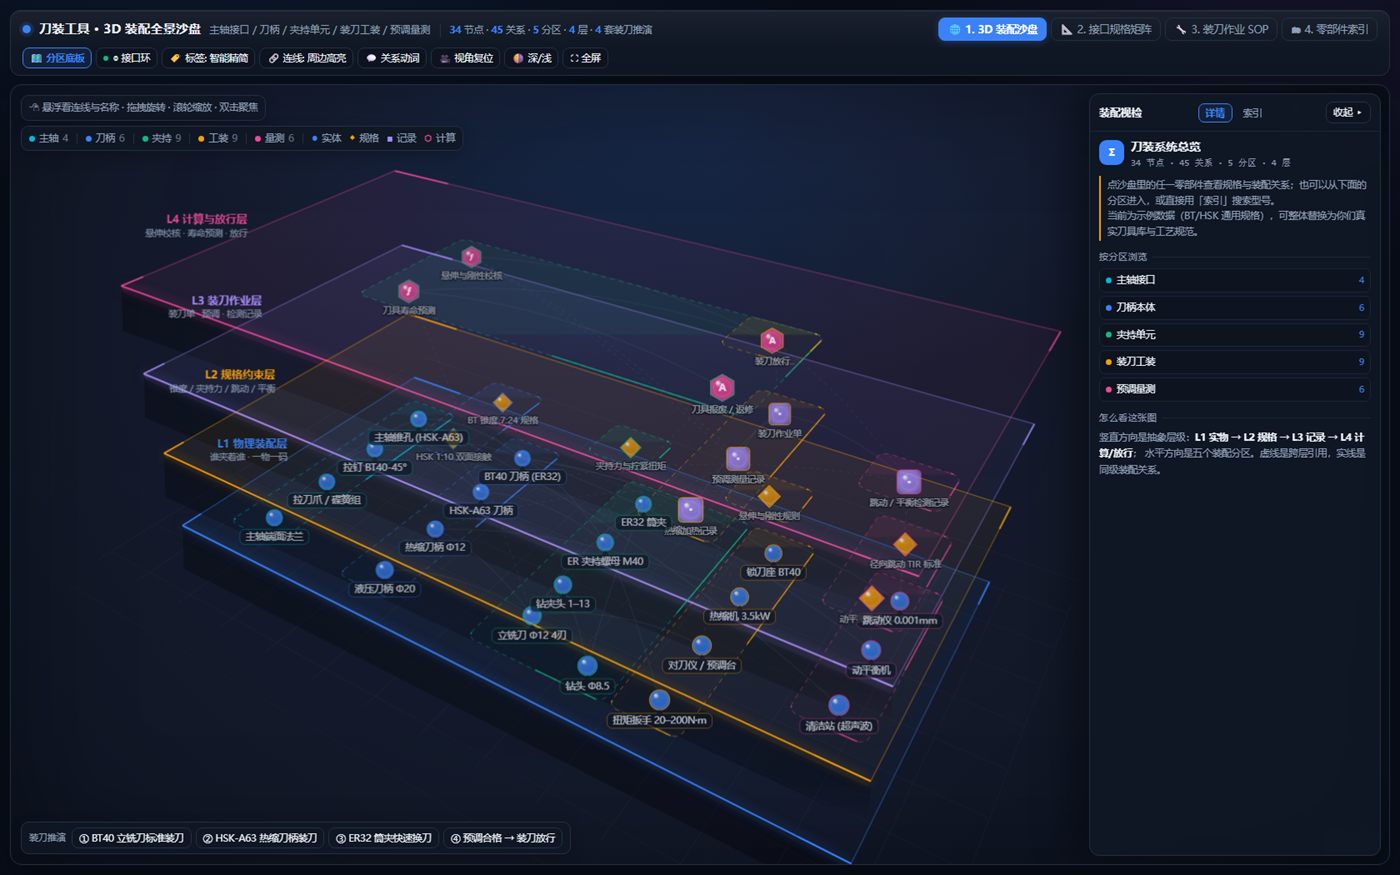 刀装工具 • 3D 装配全景沙盘
主轴接口 / 刀柄 / 夹持单元 / 装刀工装 / 预调量测
34 节点 · 45 关系 · 5 分区 · 4 层 · 4 套装刀推演
1. 3D 装配沙盘
2. 接口规格矩阵
3. 装刀作业 SOP
4. 零部件索引
分区底板
接口环
标签: 智能精简
连线: 周边高亮
关系动词
视角复位
深/浅
全屏
悬浮看连线与名称 · 拖拽旋转 · 滚轮缩放 · 双击聚焦
主轴 4
刀柄 6
夹持 9
工装 9
量测 6
实体
规格
记录
计算
L4 计算与放行层
悬伸校核 · 寿命预测 · 放行
L3 装刀作业层
装刀单 · 预调 · 检测记录
L2 规格约束层
锥度 / 夹持力 / 跳动 / 平衡
L1 物理装配层
谁夹着谁 · 一物一码
悬伸与刚性校核
刀具寿命预测
装刀放行
刀具报废 / 返修
装刀作业单
BT 锥度 7:24 规格
主轴锥孔 (HSK-A63)
HSK 1:10 双面接触
拉钉 BT40-45°
BT40 刀柄 (ER32)
夹持力与拧紧扭矩
预调测量记录
跳动 / 平衡检测记录
拉刀爪 / 碟簧组
HSK-A63 刀柄
悬伸与刚性规则
ER32 筒夹
热缩加热记录
主轴端面法兰
热缩刀柄 Φ12
ER 夹持螺母 M40
锁刀座 BT40
径向跳动 TIR 标准
液压刀柄 Φ20
钻夹头 1–13
热缩机 3.5kW
动平
跳动仪 0.001mm
立铣刀 Φ12 4刃
对刀仪 / 预调台
动平衡机
钻头 Φ8.5
扭矩扳手 20–200N·m
清洁站 (超声波)
装刀推演
① BT40 立铣刀标准装刀
② HSK-A63 热缩刀柄装刀
③ ER32 筒夹快速换刀
④ 预调合格 → 装刀放行
装配视检
详情
索引
收起
Σ
刀装系统总览
34 节点 · 45 关系 · 5 分区 · 4 层
点沙盘里的任一零部件查看规格与装配关系；也可以从下面的
分区进入，或直接用「索引」搜索型号。
当前为示例数据（BT/HSK 通用规格），可整体替换为你们真
实刀具库与工艺规范。
按分区浏览
主轴接口 4
刀柄本体 6
夹持单元 9
装刀工装 9
预调量测 6
怎么看这张图
竖直方向是抽象层级：L1 实物 → L2 规格 → L3 记录 → L4 计
算/放行；水平方向是五个装配分区。虚线是跨层引用，实线是
同级装配关系。